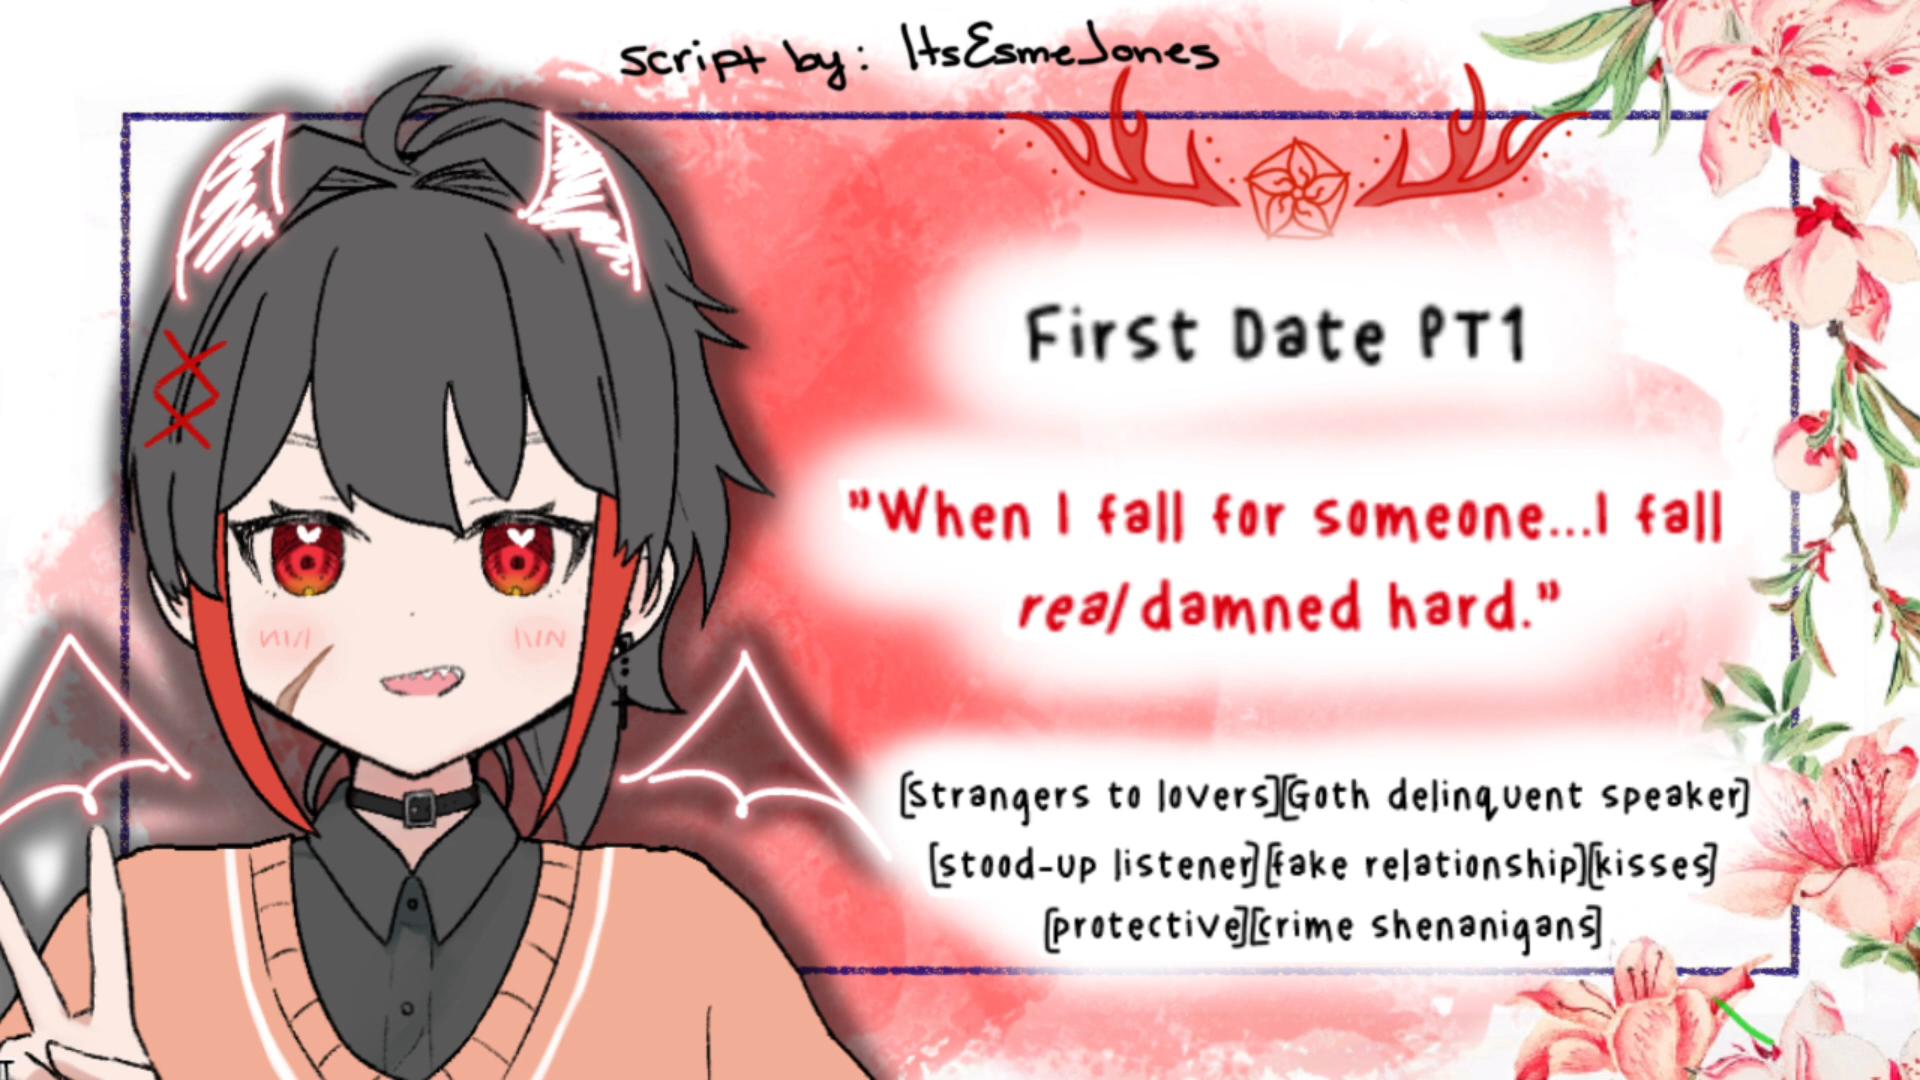 script by: ItsEsmeJones
First Date PT1
"When I fall for someone...I fall
real damned hard."
[Strangers to lovers][Goth delinquent speaker]
[stood-up listener][fake relationship][kisses]
[protective][crime shenanigans]